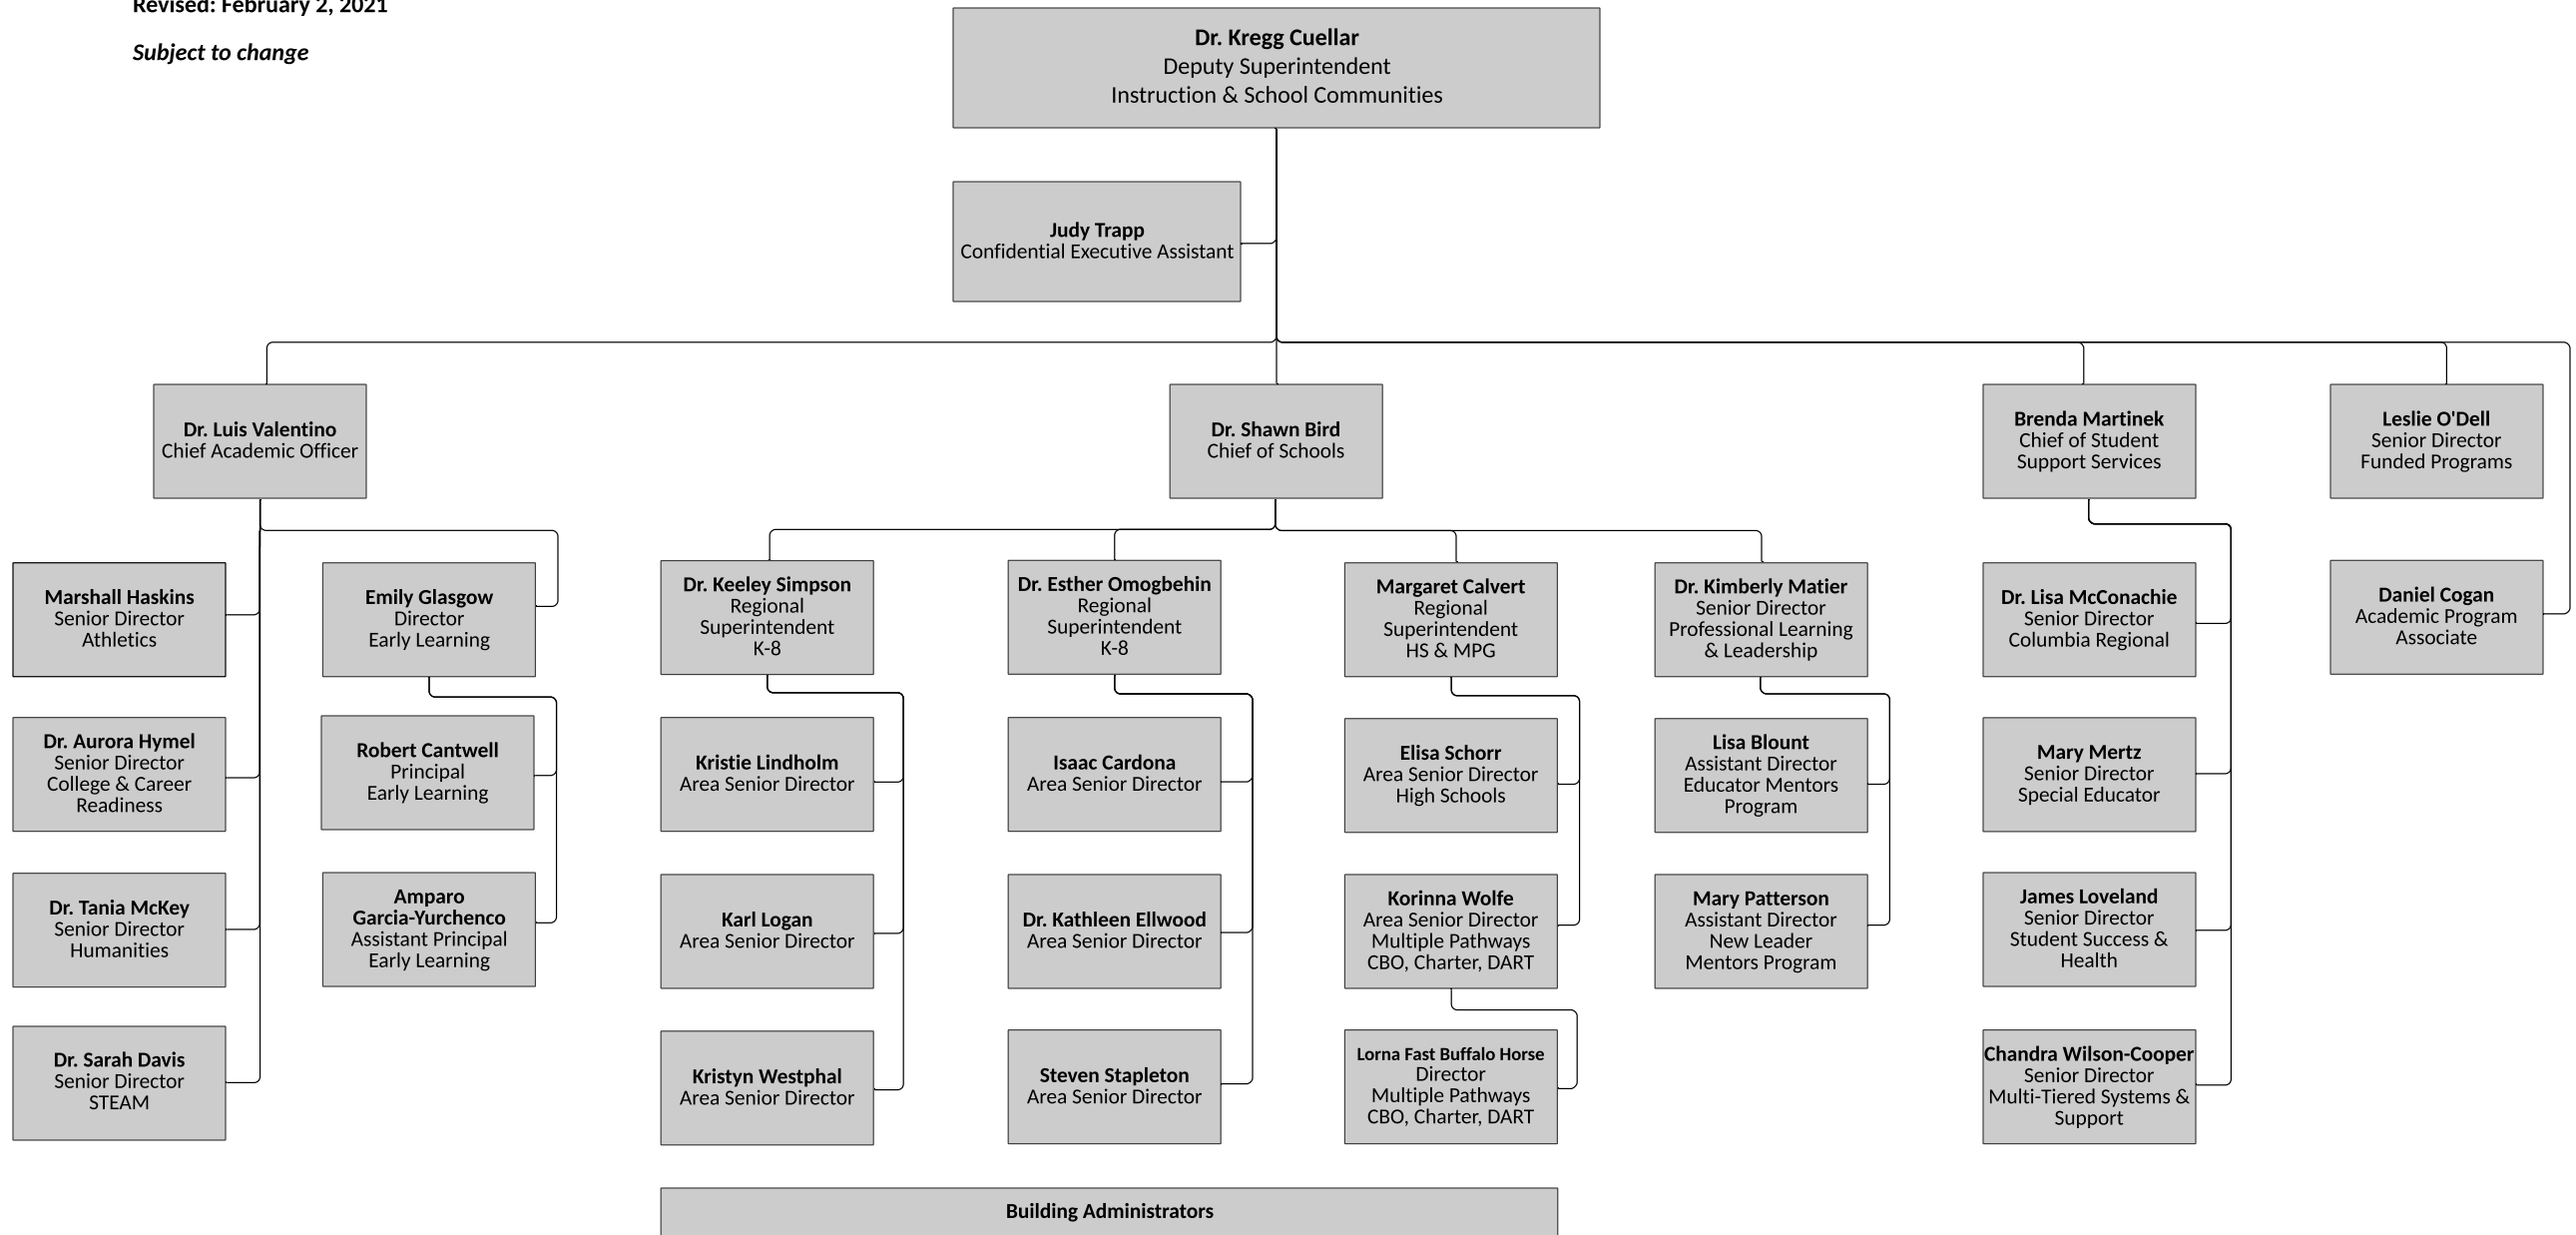 Revised: February 2, 2021
Subject to change
Dr. Kregg Cuellar
Deputy Superintendent
Instruction & School Communities
Judy Trapp
Confidential Executive Assistant
Dr. Luis Valentino
Chief Academic Officer
Dr. Shawn Bird
Chief of Schools
Brenda Martinek
Chief of Student
Support Services
Leslie O'Dell
Senior Director
Funded Programs
Marshall Haskins
Senior Director
Athletics
Emily Glasgow
Director
Early Learning
Dr. Keeley Simpson
Regional
Superintendent
K-8
Dr. Esther Omogbehin
Regional
Superintendent
K-8
Margaret Calvert
Regional
Superintendent
HS & MPG
Dr. Kimberly Matier
Senior Director
Professional Learning
& Leadership
Dr. Lisa McConachie
Senior Director
Columbia Regional
Daniel Cogan
Academic Program
Associate
Dr. Aurora Hymel
Senior Director
College & Career
Readiness
Robert Cantwell
Principal
Early Learning
Kristie Lindholm
Area Senior Director
Isaac Cardona
Area Senior Director
Elisa Schorr
Area Senior Director
High Schools
Lisa Blount
Assistant Director
Educator Mentors
Program
Mary Mertz
Senior Director
Special Educator
Dr. Tania McKey
Senior Director
Humanities
Amparo
Garcia-Yurchenco
Assistant Principal
Early Learning
Karl Logan
Area Senior Director
Dr. Kathleen Ellwood
Area Senior Director
Korinna Wolfe
Area Senior Director
Multiple Pathways
CBO, Charter, DART
Mary Patterson
Assistant Director
New Leader
Mentors Program
James Loveland
Senior Director
Student Success &
Health
Dr. Sarah Davis
Senior Director
STEAM
Kristyn Westphal
Area Senior Director
Steven Stapleton
Area Senior Director
Lorna Fast Buffalo Horse
Director
Multiple Pathways
CBO, Charter, DART
Chandra Wilson-Cooper
Senior Director
Multi-Tiered Systems &
Support
Building Administrators